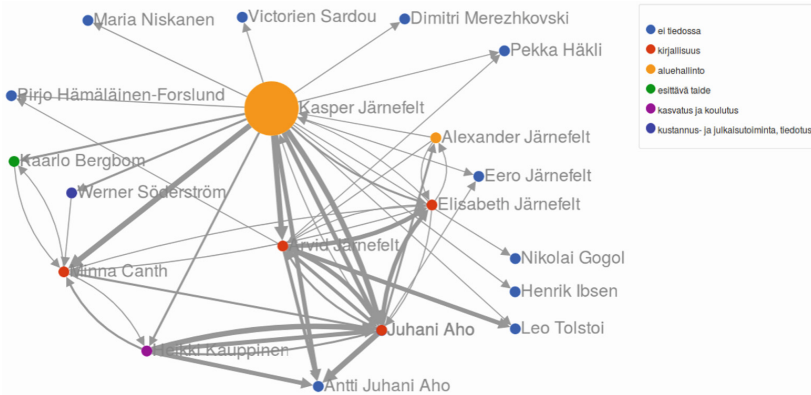 Maria Niskanen
Victorien Sardou
Dimitri Merezhkovski
Pekka Häkli
Pirjo Hämäläinen-Forslund
Kasper Järnefelt
Alexander Järnefelt
Kaarlo Bergbom
Eero Järnefelt
Werner Söderström
Elisabeth Järnefelt
Arvid Järnefelt
Nikolai Gogol
Minna Canth
Henrik Ibsen
Leo Tolstoi
Juhani Aho
Heikki Kauppinen
Antti Juhani Aho
ei tiedossa
kirjallisuus
aluehallinto
esittävä taide
kasvatus ja koulutus
kustannus- ja julkaisutoiminta, tiedotus